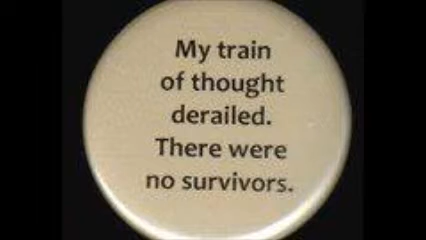 My train
of thought
derailed.
There were
no survivors.